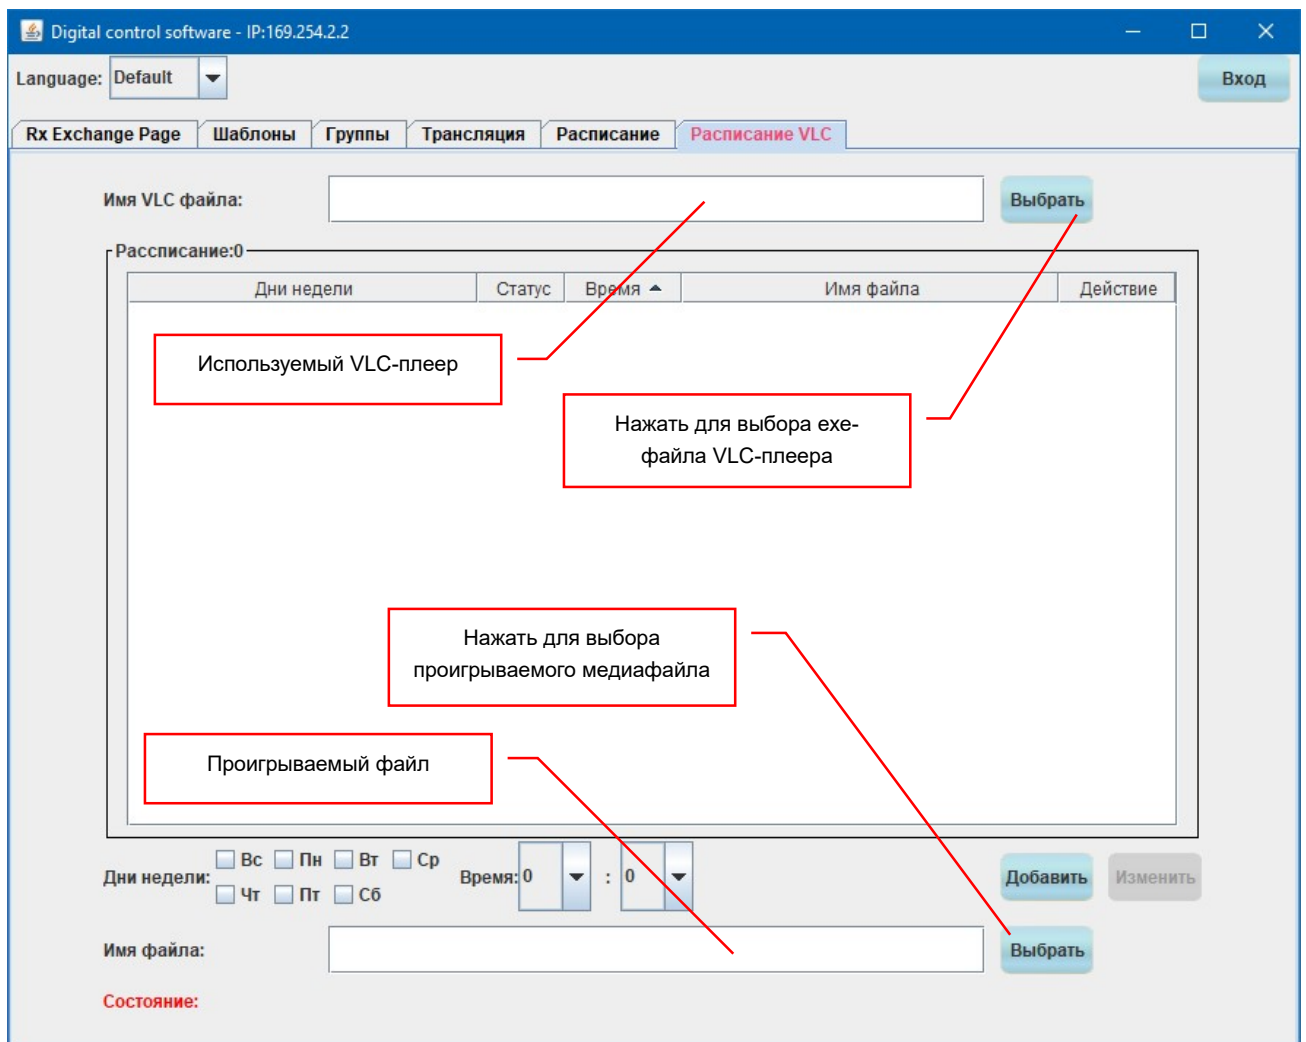 Digital control software - IP:169.254.2.2
Language: Default
Вход
Rx Exchange Page Шаблоны Группы Трансляция Расписание Расписание VLC
Имя VLC файла: Выбрать
Рассписание:0
Дни недели Статус Время Имя файла Действие
Используемый VLC-плеер
Нажать для выбора exe-
файла VLC-плеера
Нажать для выбора
проигрываемого медиафайла
Проигрываемый файл
Вс Пн Вт Ср
Дни недели: Время: 0 : 0 Добавить Изменить
Чт Пт Сб
Имя файла: Выбрать
Состояние: